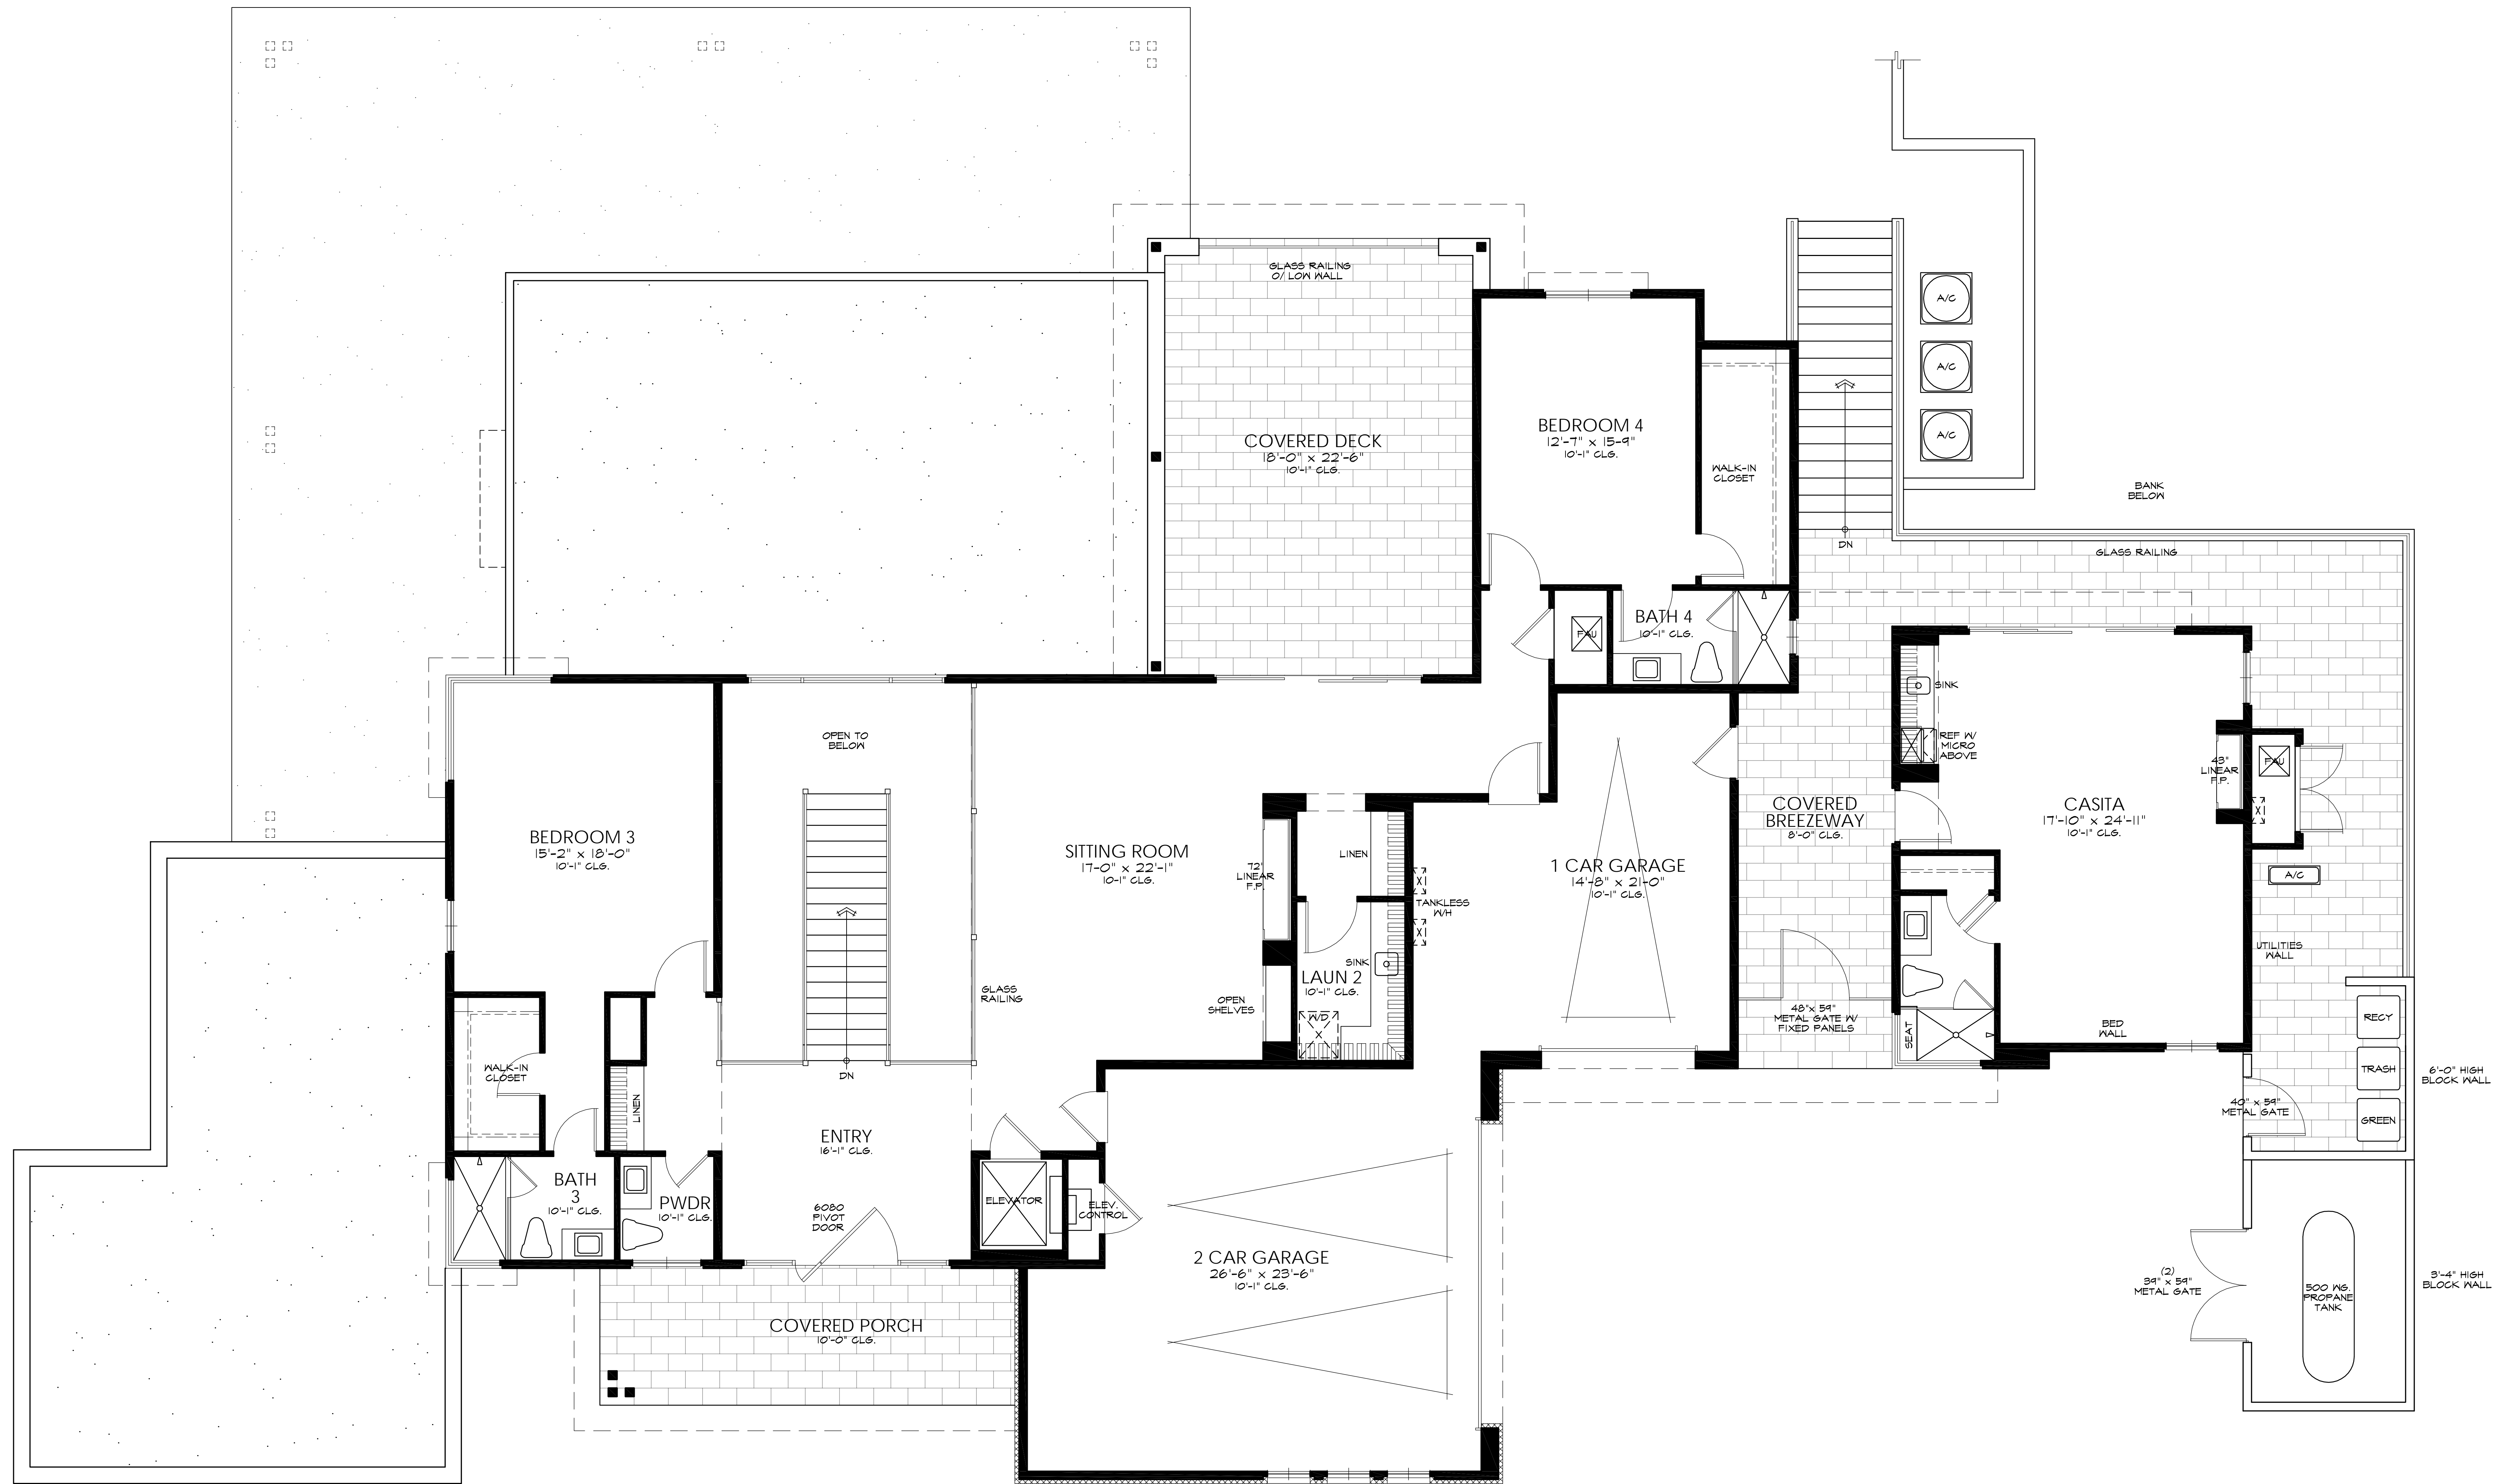 GLASS RAILING
O/ LOW WALL
A/C
A/C
A/C
COVERED DECK
18'-0" x 22'-6"
10'-1" CLG.
BEDROOM 4
12'-7" x 15-9"
10'-1" CLG.
WALK-IN
CLOSET
BANK
BELOW
DN
GLASS RAILING
FAU
BATH 4
10'-1" CLG.
SINK
REF W/
MICRO
ABOVE
43"
LINEAR
F.P.
FAU
OPEN TO
BELOW
BEDROOM 3
15'-2" x 18'-0"
10'-1" CLG.
SITTING ROOM
17-0" x 22'-1"
10-1" CLG.
72"
LINEAR
F.P.
LINEN
TANKLESS
W/H
1 CAR GARAGE
14'-8" x 21-0"
10'-1" CLG.
COVERED
BREEZEWAY
8'-0" CLG.
CASITA
17'-10" x 24'-11"
10'-1" CLG.
A/C
UTILITIES
WALL
GLASS
RAILING
OPEN
SHELVES
SINK
LAUN 2
10'-1" CLG.
W/D
48"x 59"
METAL GATE W/
FIXED PANELS
SEAT
BED
WALL
RECY
TRASH
GREEN
6'-0" HIGH
BLOCK WALL
40" x 59"
METAL GATE
WALK-IN
CLOSET
LINEN
DN
ENTRY
16'-1" CLG.
BATH
3
10'-1" CLG.
PWDR
10'-1" CLG.
6080
PIVOT
DOOR
ELEVATOR
ELEV.
CONTROL
2 CAR GARAGE
26'-6" x 23'-6"
10'-1" CLG.
COVERED PORCH
10'-0" CLG.
(2)
39" x 59"
METAL GATE
500 WG.
PROPANE
TANK
3'-4" HIGH
BLOCK WALL